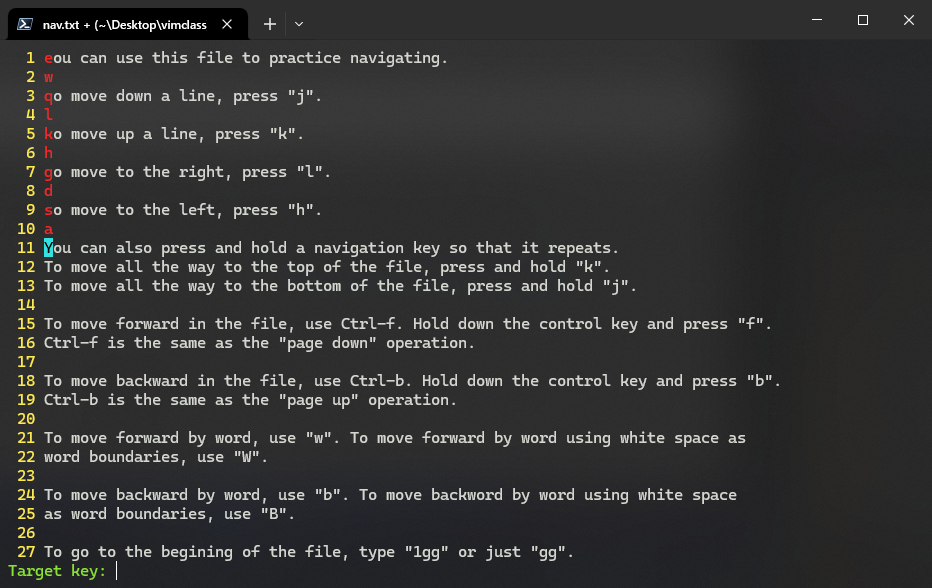 nav.txt + (~\Desktop\vimclass
1 eou can use this file to practice navigating.
2 w
3 qo move down a line, press "j".
4 l
5 ko move up a line, press "k".
6 h
7 go move to the right, press "l".
8 d
9 so move to the left, press "h".
10 a
11 You can also press and hold a navigation key so that it repeats.
12 To move all the way to the top of the file, press and hold "k".
13 To move all the way to the bottom of the file, press and hold "j".
14
15 To move forward in the file, use Ctrl-f. Hold down the control key and press "f".
16 Ctrl-f is the same as the "page down" operation.
17
18 To move backward in the file, use Ctrl-b. Hold down the control key and press "b".
19 Ctrl-b is the same as the "page up" operation.
20
21 To move forward by word, use "w". To move forward by word using white space as
22 word boundaries, use "W".
23
24 To move backward by word, use "b". To move backword by word using white space
25 as word boundaries, use "B".
26
27 To go to the begining of the file, type "1gg" or just "gg".
Target key: